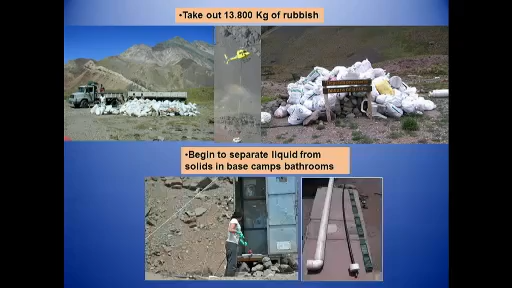 •Take out 13.800 Kg of rubbish
•Begin to separate liquid from
solids in base camps bathrooms